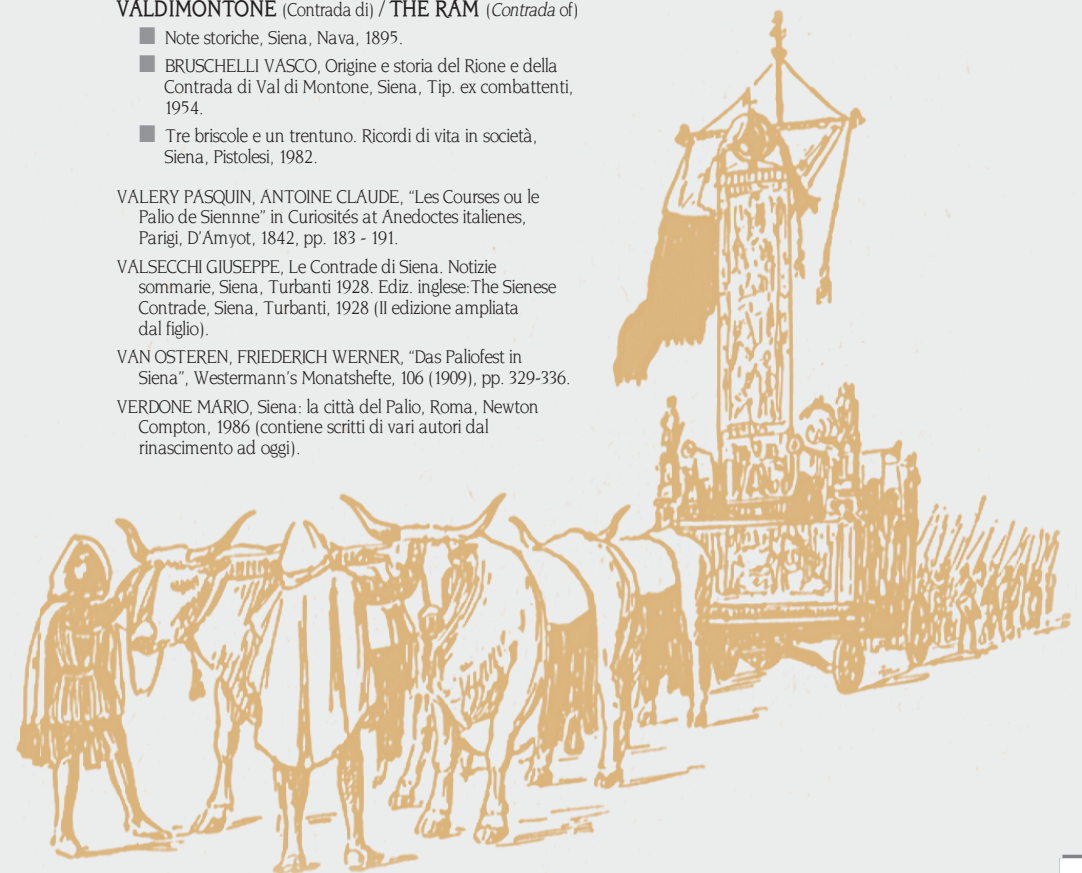 VALDIMONTONE (Contrada di) / THE RAM (Contrada of)
Note storiche, Siena, Nava, 1895.
BRUSCHELLI VASCO, Origine e storia del Rione e della
Contrada di Val di Montone, Siena, Tip. ex combattenti,
1954.
Tre briscole e un trentuno. Ricordi di vita in società,
Siena, Pistolesi, 1982.
VALERY PASQUIN, ANTOINE CLAUDE, “Les Courses ou le
Palio de Siennne” in Curiosités at Anedoctes italienes,
Parigi, D'Amyot, 1842, pp. 183 - 191.
VALSECCHI GIUSEPPE, Le Contrade di Siena. Notizie
sommarie, Siena, Turbanti 1928. Ediz. inglese:The Sienese
Contrade, Siena, Turbanti, 1928 (II edizione ampliata
dal figlio).
VAN OSTEREN, FRIEDERICH WERNER, “Das Paliofest in
Siena”, Westermann's Monatshefte, 106 (1909), pp. 329-336.
VERDONE MARIO, Siena: la città del Palio, Roma, Newton
Compton, 1986 (contiene scritti di vari autori dal
rinascimento ad oggi).